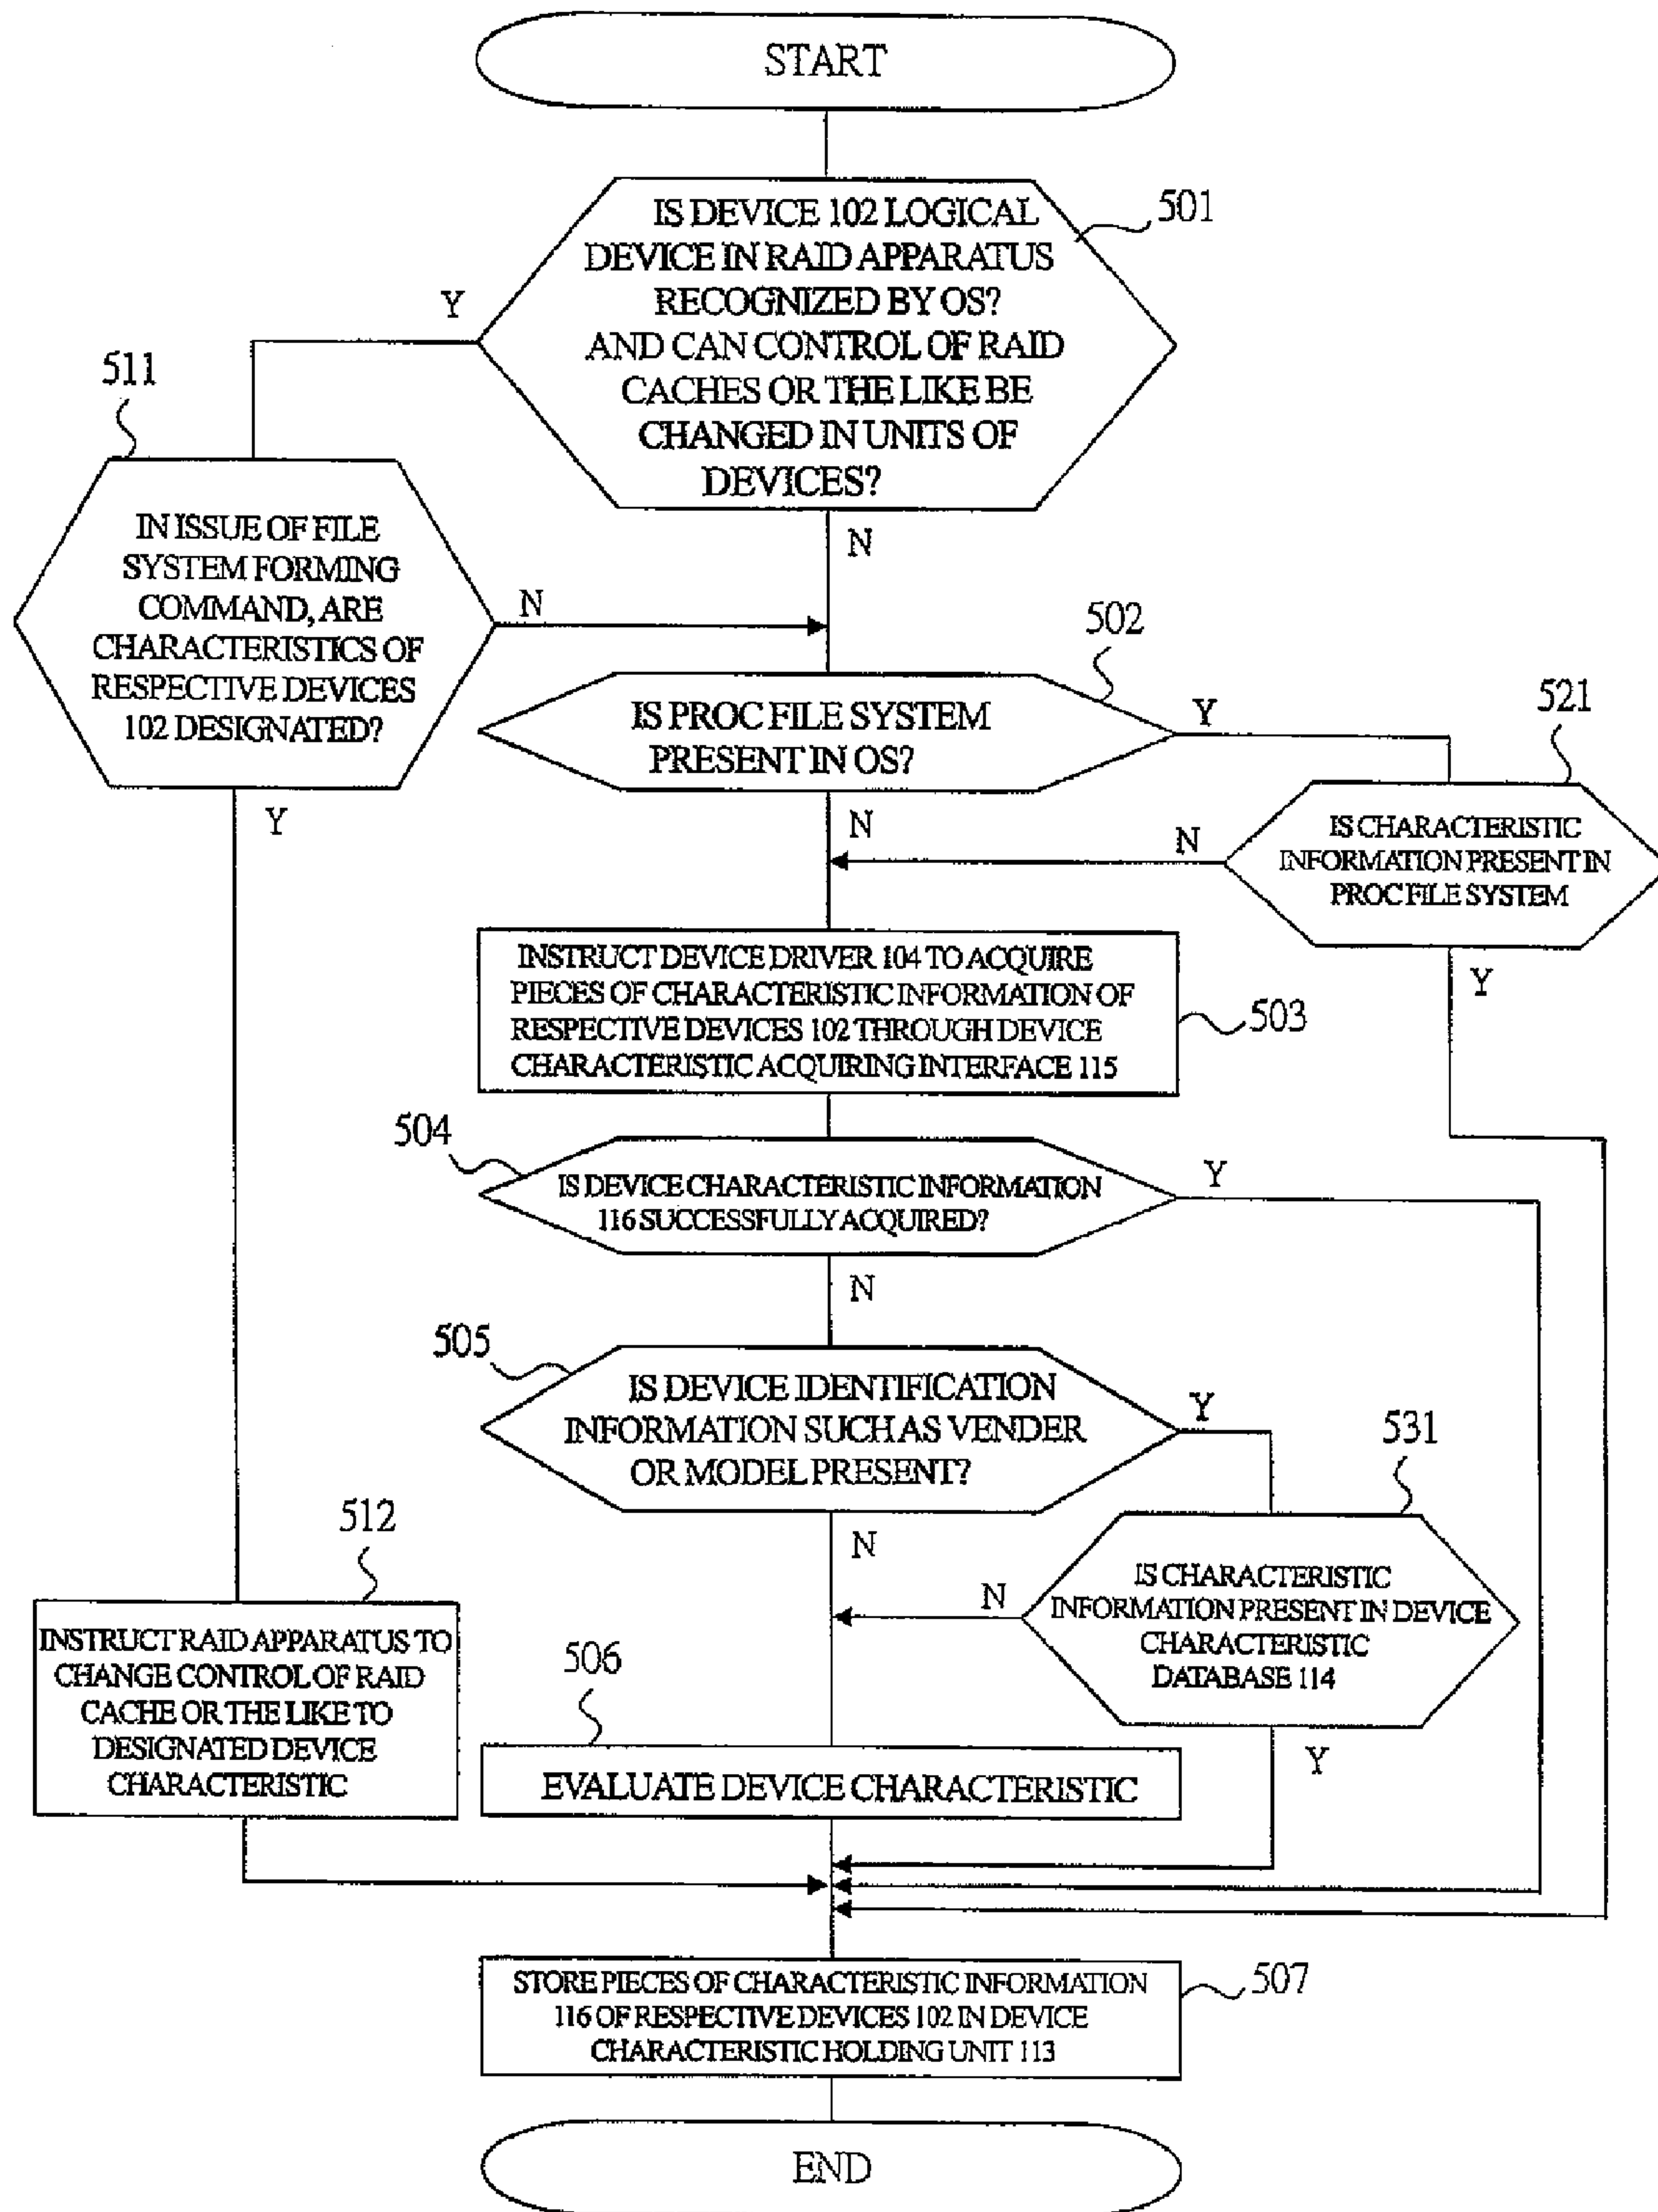 START
IS DEVICE 102 LOGICAL
DEVICE IN RAID APPARATUS
RECOGNIZED BY OS?
AND CAN CONTROL OF RAID
CACHES OR THE LIKE BE
CHANGED IN UNITS OF
DEVICES?
501
Y
N
511
IN ISSUE OF FILE
SYSTEM FORMING
COMMAND, ARE
CHARACTERISTICS OF
RESPECTIVE DEVICES
102 DESIGNATED?
N
Y
502
IS PROC FILE SYSTEM
PRESENT IN OS?
Y
N
521
IS CHARACTERISTIC
INFORMATION PRESENT IN
PROC FILE SYSTEM
N
Y
INSTRUCT DEVICE DRIVER 104 TO ACQUIRE
PIECES OF CHARACTERISTIC INFORMATION OF
RESPECTIVE DEVICES 102 THROUGH DEVICE
CHARACTERISTIC ACQUIRING INTERFACE 115
503
504
IS DEVICE CHARACTERISTIC INFORMATION
116 SUCCESSFULLY ACQUIRED?
Y
N
505
IS DEVICE IDENTIFICATION
INFORMATION SUCH AS VENDER
OR MODEL PRESENT?
Y
N
531
IS CHARACTERISTIC
INFORMATION PRESENT IN DEVICE
CHARACTERISTIC
DATABASE 114
N
Y
512
INSTRUCT RAID APPARATUS TO
CHANGE CONTROL OF RAID
CACHE OR THE LIKE TO
DESIGNATED DEVICE
CHARACTERISTIC
506
EVALUATE DEVICE CHARACTERISTIC
STORE PIECES OF CHARACTERISTIC INFORMATION
116 OF RESPECTIVE DEVICES 102 IN DEVICE
CHARACTERISTIC HOLDING UNIT 113
507
END